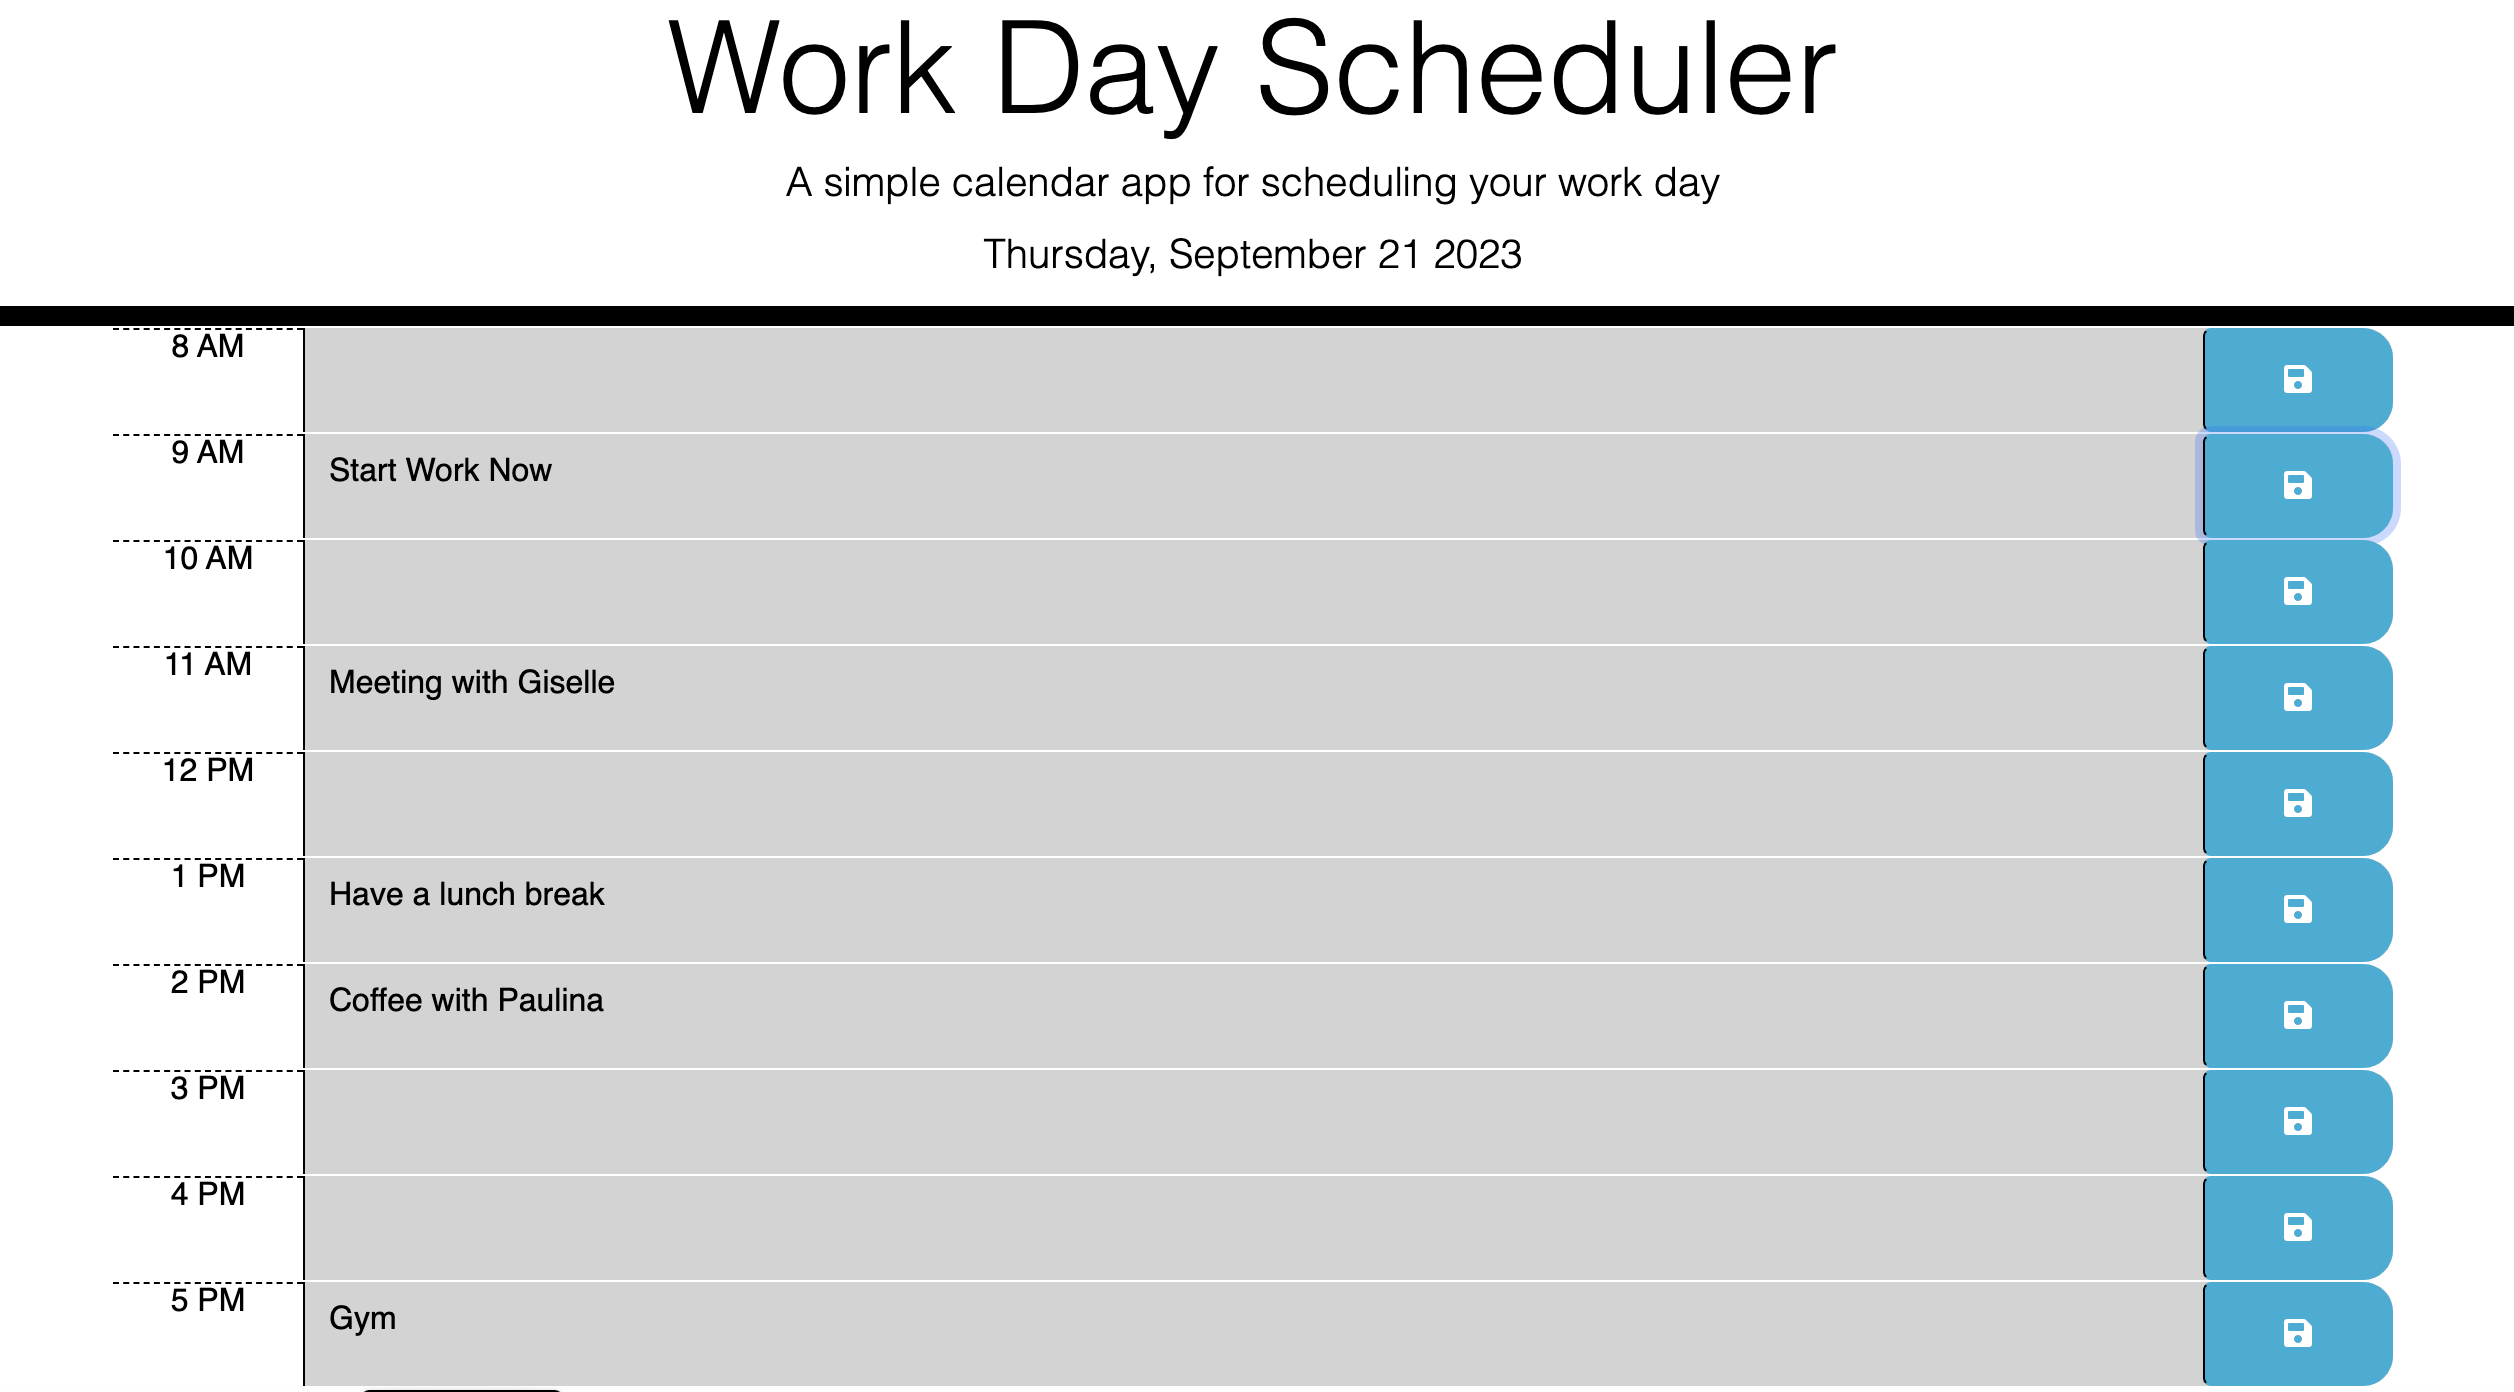 Work Day Scheduler
A simple calendar app for scheduling your work day
Thursday, September 21 2023
8 AM
9 AM
Start Work Now
10 AM
11 AM
Meeting with Giselle
12 PM
1 PM
Have a lunch break
2 PM
Coffee with Paulina
3 PM
4 PM
5 PM
Gym